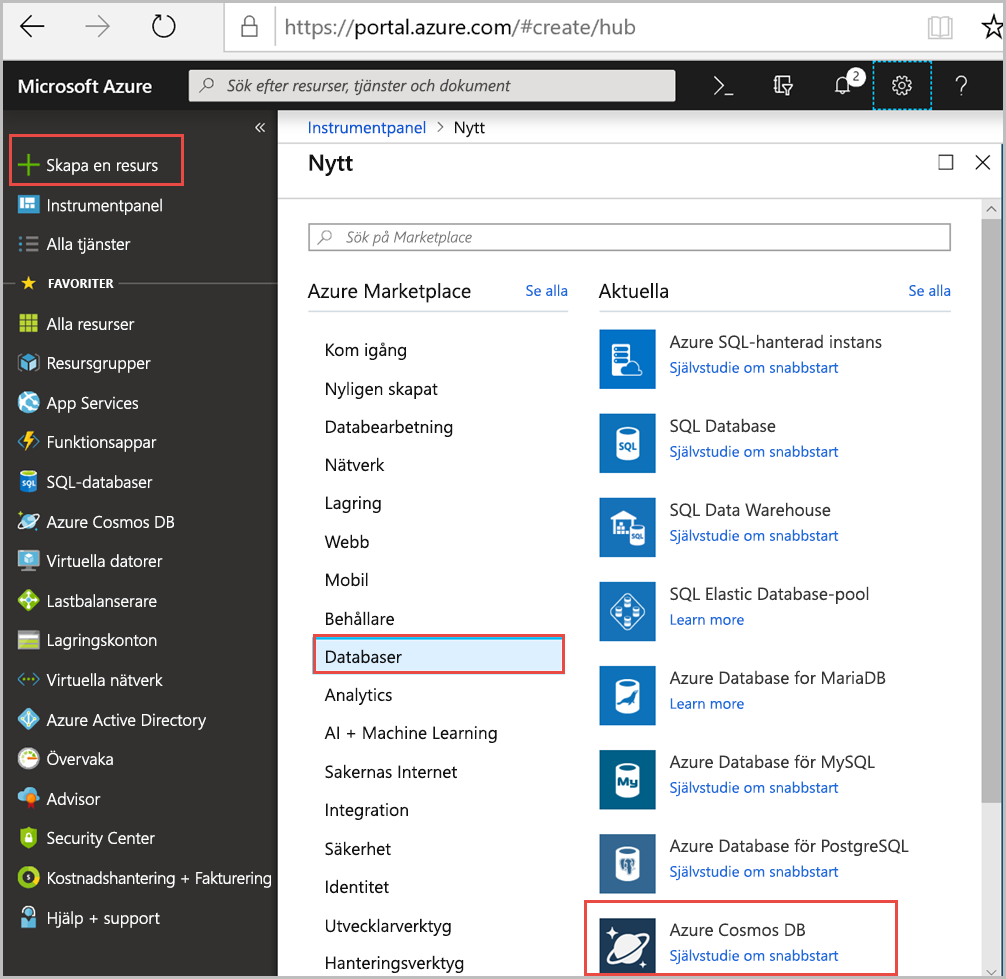 https://portal.azure.com/#create/hub
Microsoft Azure
Sök efter resurser, tjänster och dokument
2
Skapa en resurs
Instrumentpanel
Alla tjänster
FAVORITER
Alla resurser
Resursgrupper
App Services
Funktionsappar
SQL-databaser
Azure Cosmos DB
Virtuella datorer
Lastbalanserare
Lagringskonton
Virtuella nätverk
Azure Active Directory
Övervaka
Advisor
Security Center
Kostnadshantering + Fakturering
Hjälp + support
Instrumentpanel > Nytt
Nytt
Sök på Marketplace
Azure Marketplace Se alla
Kom igång
Nyligen skapat
Databearbetning
Nätverk
Lagring
Webb
Mobil
Behållare
Databaser
Analytics
AI + Machine Learning
Sakernas Internet
Integration
Säkerhet
Identitet
Utvecklarverktyg
Hanteringsverktyg
Aktuella Se alla
Azure SQL-hanterad instans
Självstudie om snabbstart
SQL
SQL Database
Självstudie om snabbstart
SQL
SQL Data Warehouse
Självstudie om snabbstart
SQL Elastic Database-pool
Learn more
Azure Database for MariaDB
Learn more
My
Azure Database för MySQL
Självstudie om snabbstart
Azure Database för PostgreSQL
Självstudie om snabbstart
Azure Cosmos DB
Självstudie om snabbstart